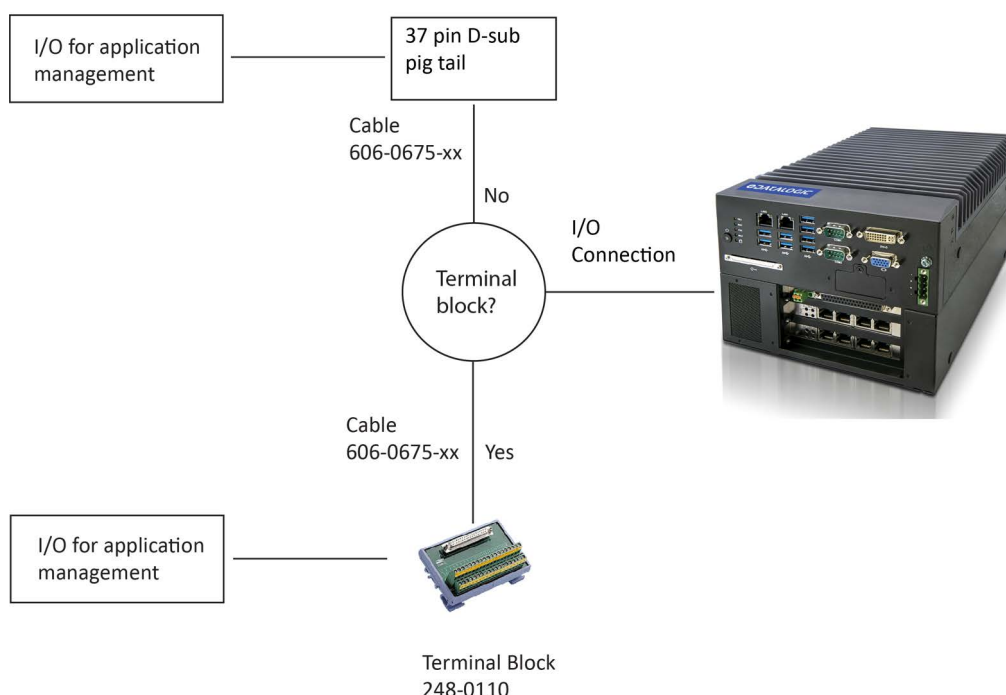 I/O for application
management
37 pin D-sub
pig tail
Cable
606-0675-xx
No
I/O
Connection
DATALOGIC
Terminal
block?
Cable
606-0675-xx
Yes
I/O for application
management
Terminal Block
248-0110